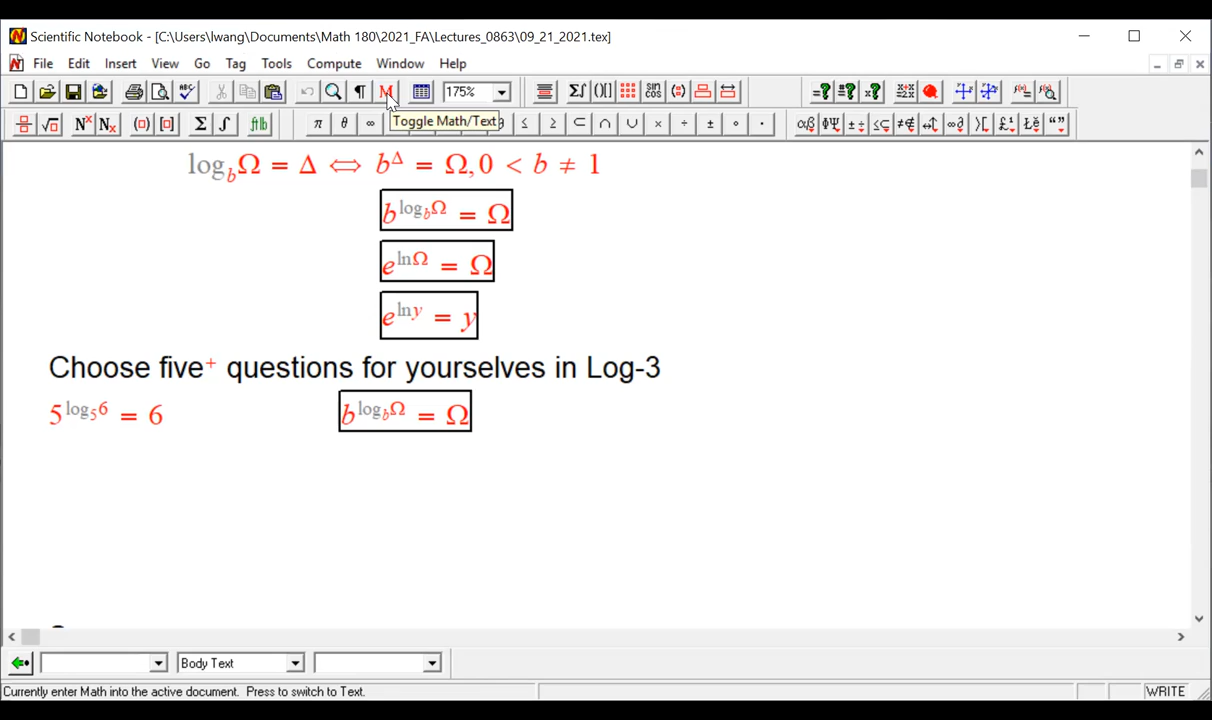 Scientific Notebook - [C:\Users\lwang\Documents\Math 180\2021_FA\Lectures_0863\09_21_2021.tex]
File Edit Insert View Go Tag Tools Compute Window Help
175%
Toggle Math/Text
log_b Ω = Δ ⟺ b^Δ = Ω, 0 < b ≠ 1
b^{log_b Ω} = Ω
e^{ln Ω} = Ω
e^{ln y} = y
Choose five⁺ questions for yourselves in Log-3
5^{log_5 6} = 6 b^{log_b Ω} = Ω
Body Text
Currently enter Math into the active document. Press to switch to Text. WRITE